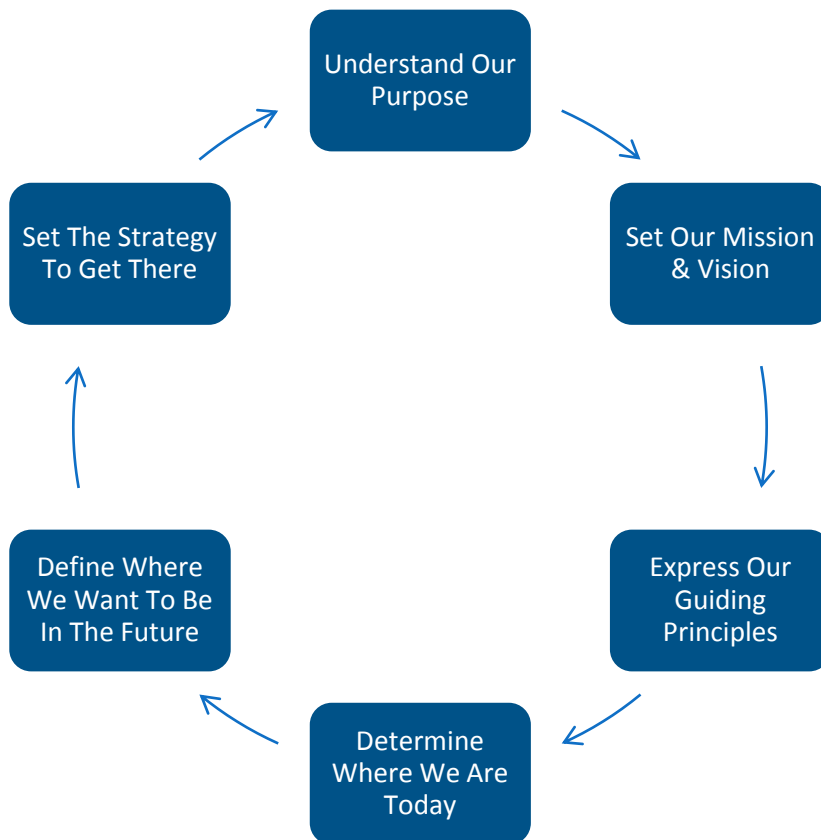 Understand Our
Purpose
Set Our Mission
& Vision
Express Our
Guiding
Principles
Determine
Where We Are
Today
Define Where
We Want To Be
In The Future
Set The Strategy
To Get There